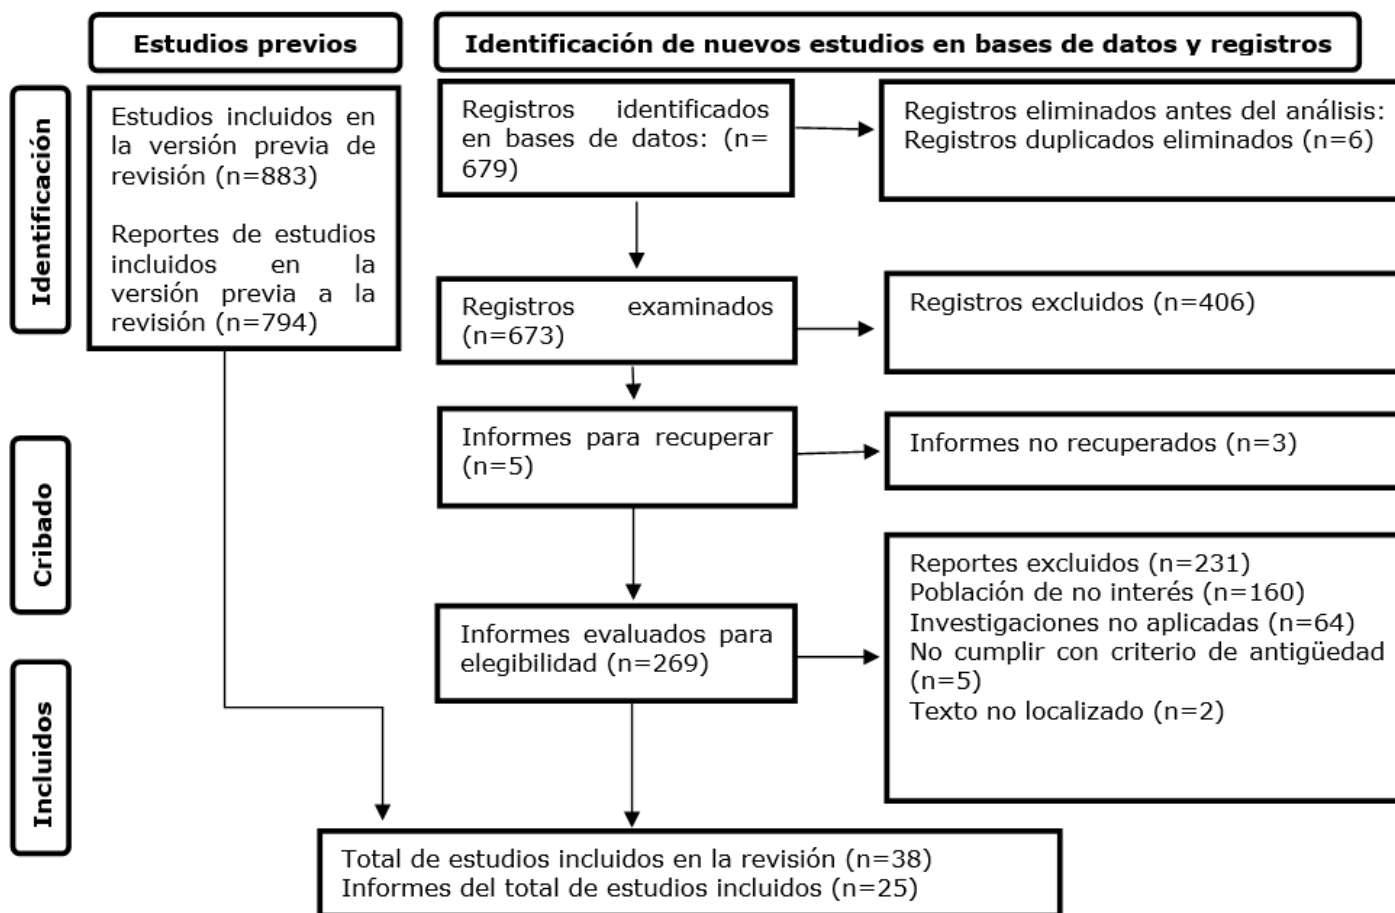 Estudios previos
Identificación de nuevos estudios en bases de datos y registros
Identificación
Estudios incluidos en
la versión previa de
revisión (n=883)
Reportes de estudios
incluidos en la
versión previa a la
revisión (n=794)
Registros identificados
en bases de datos: (n=
679)
Registros eliminados antes del análisis:
Registros duplicados eliminados (n=6)
Registros examinados
(n=673)
Registros excluidos (n=406)
Cribado
Informes para recuperar
(n=5)
Informes no recuperados (n=3)
Informes evaluados para
elegibilidad (n=269)
Reportes excluidos (n=231)
Población de no interés (n=160)
Investigaciones no aplicadas (n=64)
No cumplir con criterio de antigüedad
(n=5)
Texto no localizado (n=2)
Incluidos
Total de estudios incluidos en la revisión (n=38)
Informes del total de estudios incluidos (n=25)